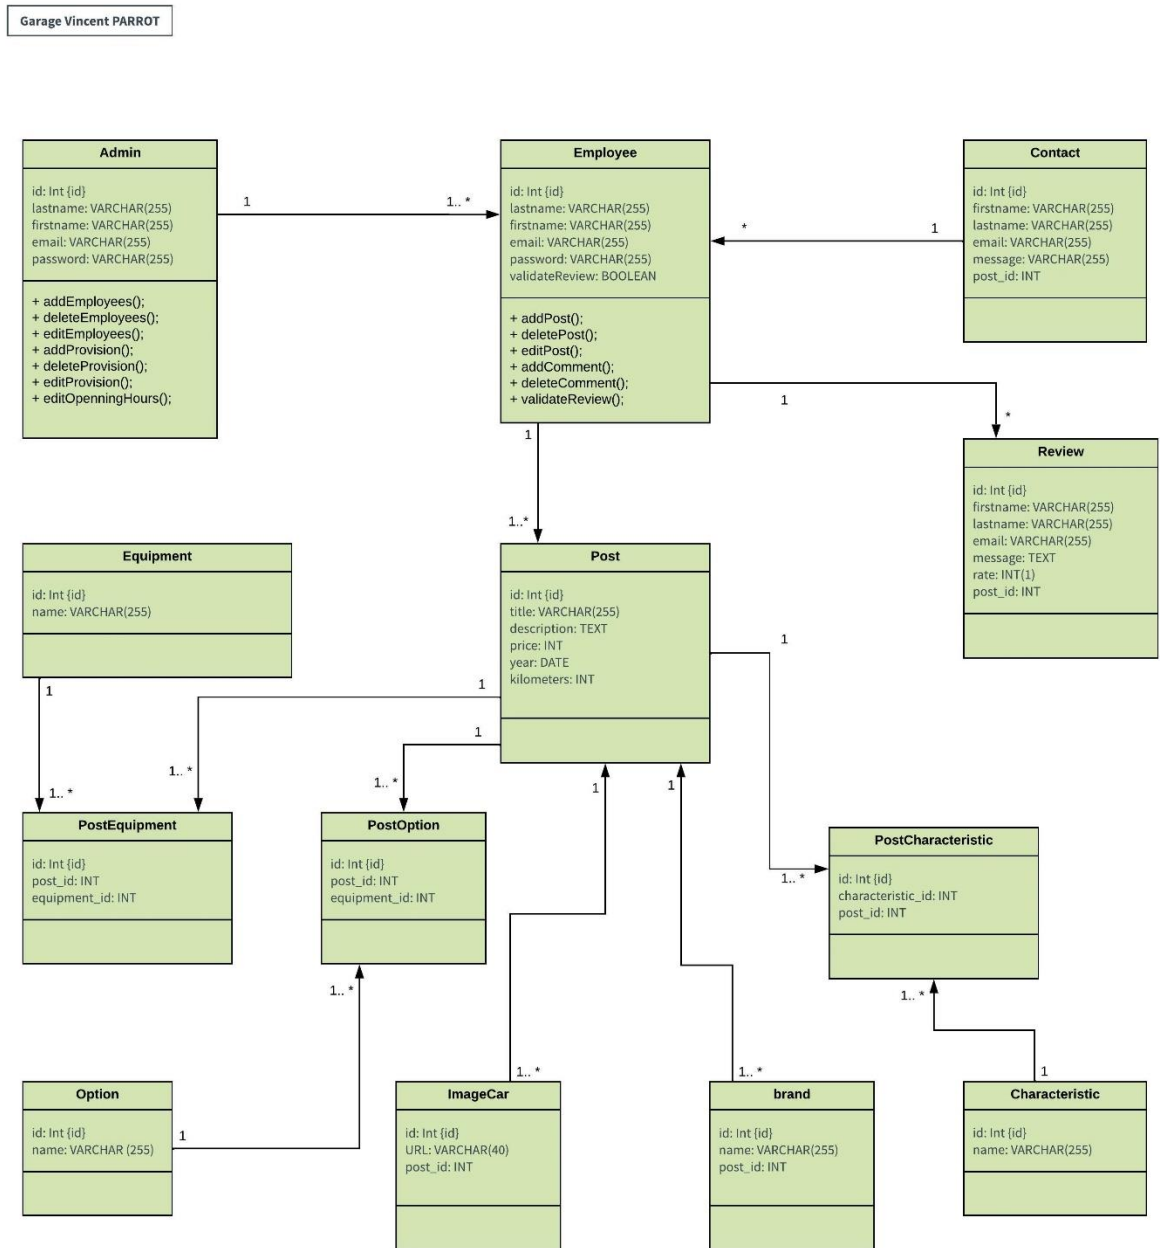 Garage Vincent PARROT
Admin
id: Int {id}
lastname: VARCHAR(255)
firstname: VARCHAR(255)
email: VARCHAR(255)
password: VARCHAR(255)
+ addEmployees();
+ deleteEmployees();
+ editEmployees();
+ addProvision();
+ deleteProvision();
+ editProvision();
+ editOpenningHours();
1
1.. *
Employee
id: Int {id}
lastname: VARCHAR(255)
firstname: VARCHAR(255)
email: VARCHAR(255)
password: VARCHAR(255)
validateReview: BOOLEAN
+ addPost();
+ deletePost();
+ editPost();
+ addComment();
+ deleteComment();
+ validateReview();
*
1
Contact
id: Int {id}
firstname: VARCHAR(255)
lastname: VARCHAR(255)
email: VARCHAR(255)
message: VARCHAR(255)
post_id: INT
1
*
Review
id: Int {id}
firstname: VARCHAR(255)
lastname: VARCHAR(255)
email: VARCHAR(255)
message: TEXT
rate: INT(1)
post_id: INT
1
1..*
Equipment
id: Int {id}
name: VARCHAR(255)
Post
id: Int {id}
title: VARCHAR(255)
description: TEXT
price: INT
year: DATE
kilometers: INT
1
1
1
1
1.. *
1.. *
1.. *
1
1
1.. *
PostEquipment
id: Int {id}
post_id: INT
equipment_id: INT
PostOption
id: Int {id}
post_id: INT
equipment_id: INT
PostCharacteristic
id: Int {id}
characteristic_id: INT
post_id: INT
1.. *
1.. *
1.. *
1.. *
1
Option
id: Int {id}
name: VARCHAR (255)
1
ImageCar
id: Int {id}
URL: VARCHAR(40)
post_id: INT
brand
id: Int {id}
name: VARCHAR(255)
post_id: INT
Characteristic
id: Int {id}
name: VARCHAR(255)